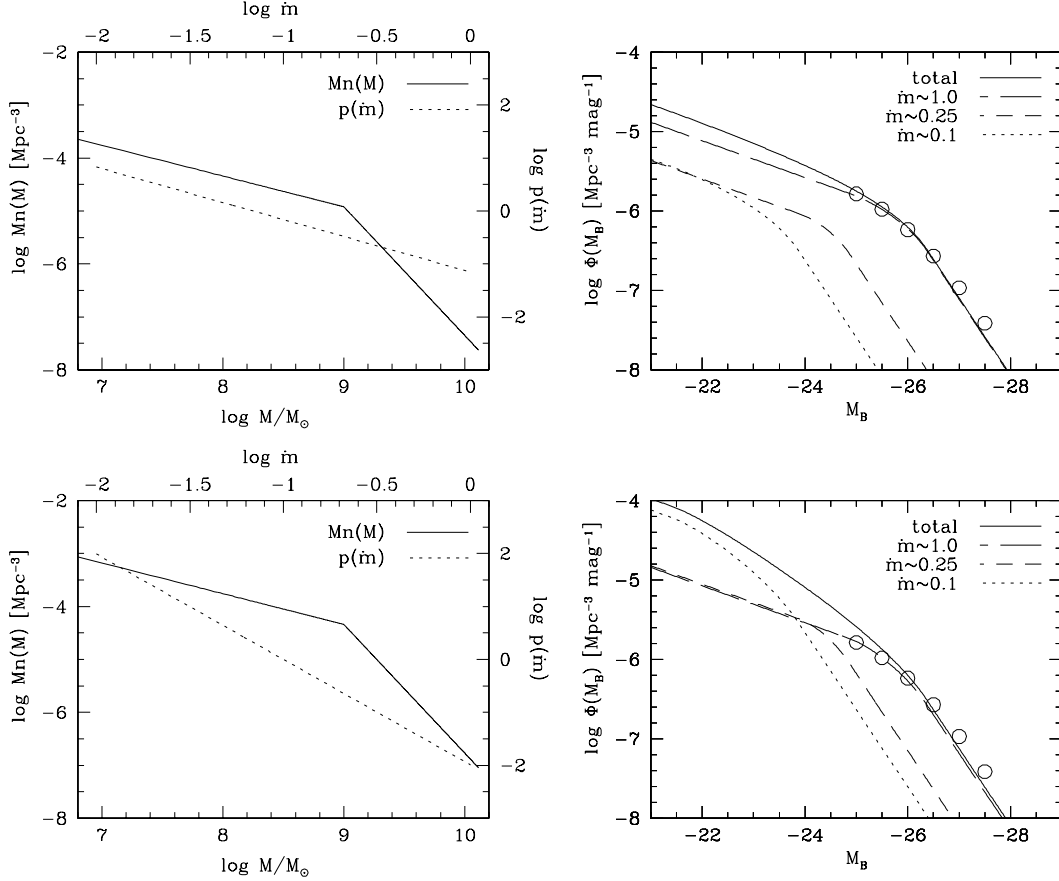 log ṁ
−2 −1.5 −1 −0.5 0
−2
−4
−6
−8
log Mn(M) [Mpc⁻³]
Mn(M)
p(ṁ)
2
0
−2
log p(ṁ)
7 8 9 10
log M/M☉
−4
−5
−6
−7
−8
log Φ(M_B) [Mpc⁻³ mag⁻¹]
total
ṁ~1.0
ṁ~0.25
ṁ~0.1
−22 −24 −26 −28
M_B
log ṁ
−2 −1.5 −1 −0.5 0
−2
−4
−6
−8
log Mn(M) [Mpc⁻³]
Mn(M)
p(ṁ)
2
0
−2
log p(ṁ)
7 8 9 10
log M/M☉
−4
−5
−6
−7
−8
log Φ(M_B) [Mpc⁻³ mag⁻¹]
total
ṁ~1.0
ṁ~0.25
ṁ~0.1
−22 −24 −26 −28
M_B